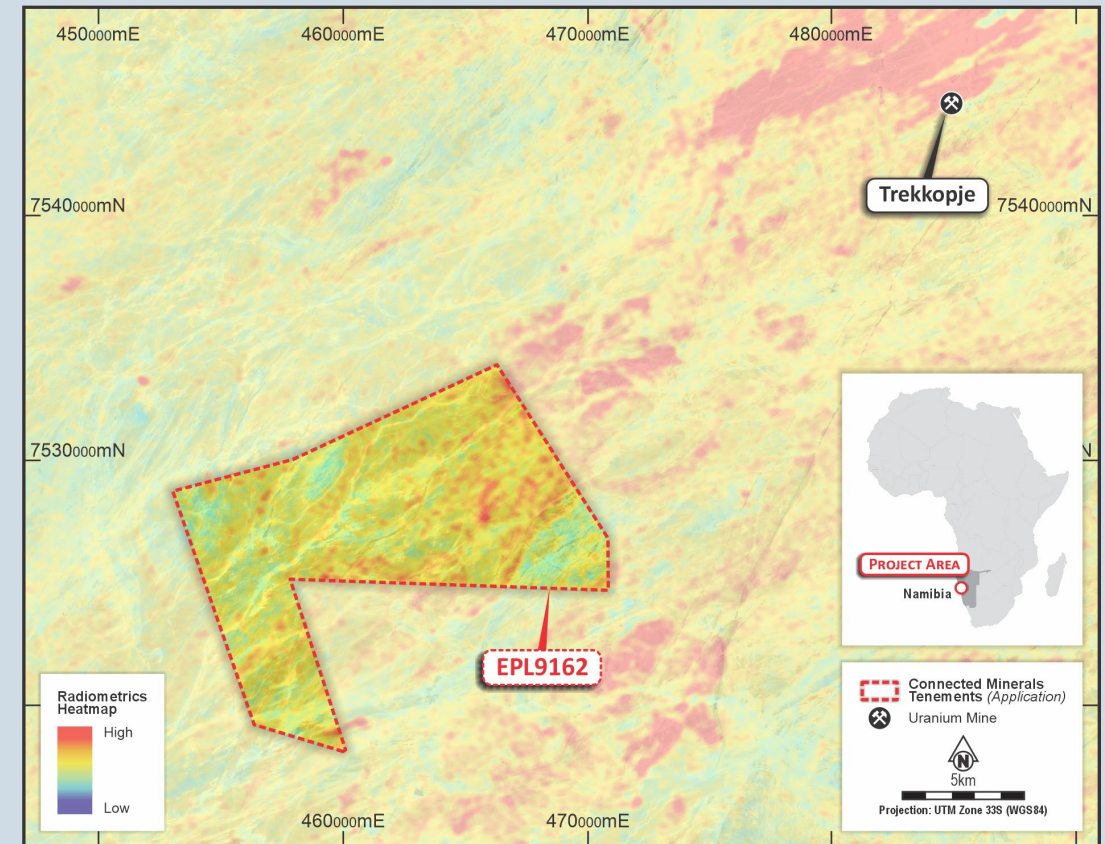 450000mE
460000mE
470000mE
480000mE
Trekkopje
7540000mN
7540000mN
7530000mN
N
PROJECT AREA
Namibia
EPL9162
Radiometrics
Heatmap
High
Low
Connected Minerals
Tenements (Application)
Uranium Mine
N
5km
Projection: UTM Zone 33S (WGS84)
460000mE
470000mE